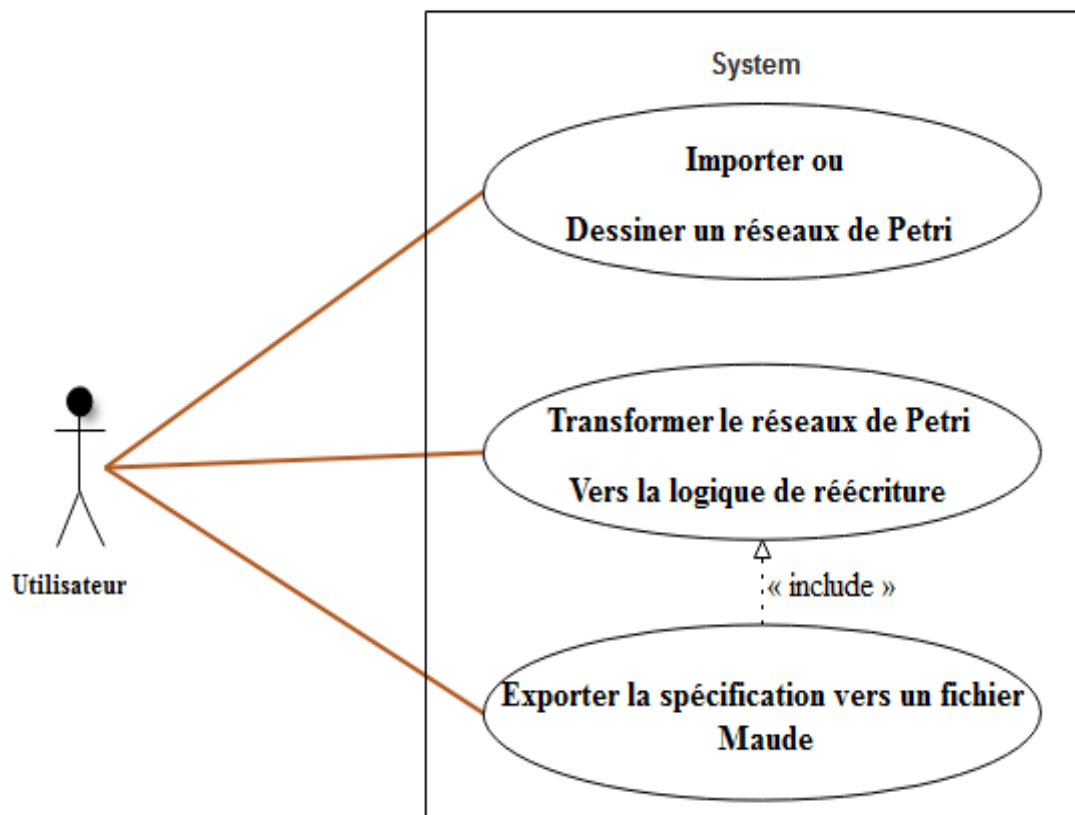 System
Importer ou
Dessiner un réseaux de Petri
Transformer le réseaux de Petri
Vers la logique de réécriture
Utilisateur
« include »
Exporter la spécification vers un fichier
Maude